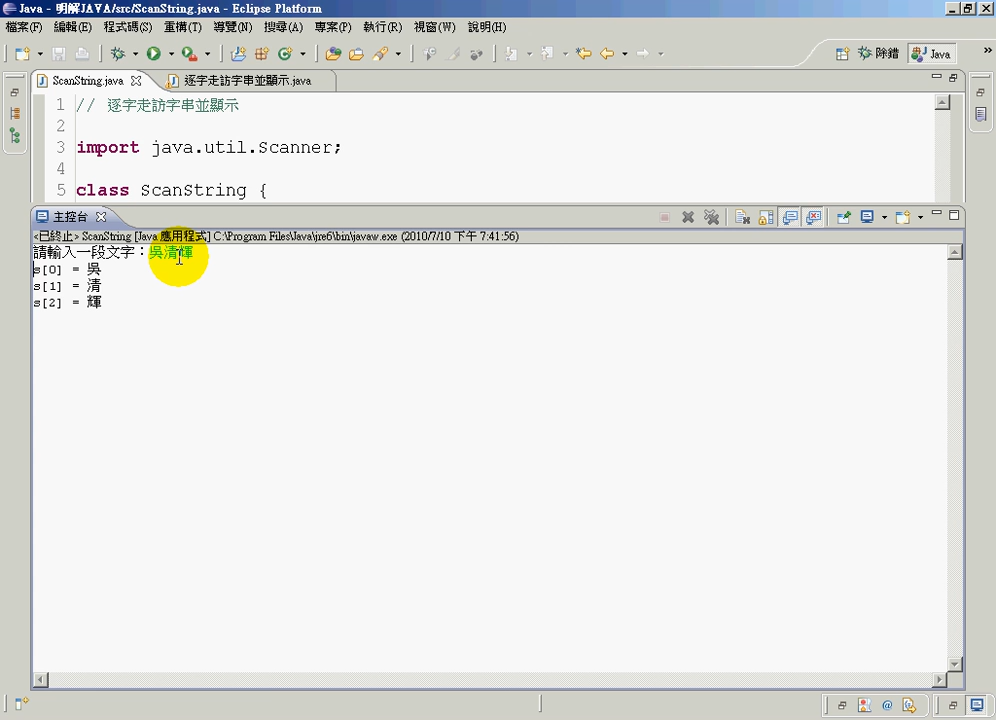 Java - 明解JAVA/src/ScanString.java - Eclipse Platform
檔案(F) 編輯(E) 程式碼(S) 重構(T) 導覽(N) 搜尋(A) 專案(P) 執行(R) 視窗(W) 說明(H)
除錯 Java
ScanString.java 逐字走訪字串並顯示.java
1 // 逐字走訪字串並顯示
2
3 import java.util.Scanner;
4
5 class ScanString {
主控台
<已終止> ScanString [Java 應用程式] C:\Program Files\Java\jre6\bin\javaw.exe (2010/7/10 下午 7:41:56)
請輸入一段文字：吳清輝
s[0] = 吳
s[1] = 清
s[2] = 輝